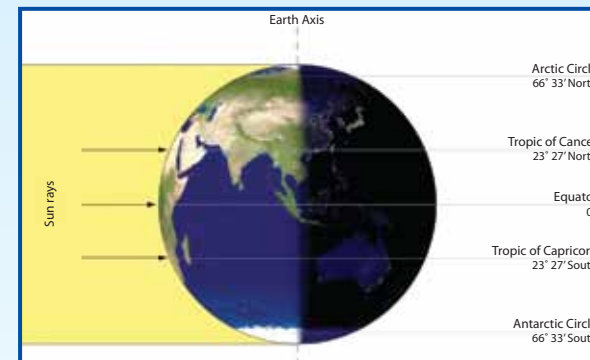 Earth Axis
Arctic Circl
66° 33' Nort
Tropic of Cance
23° 27' Nort
Sun rays
Equato
0
Tropic of Capricor
23° 27' Sout
Antarctic Circl
66° 33' Sout